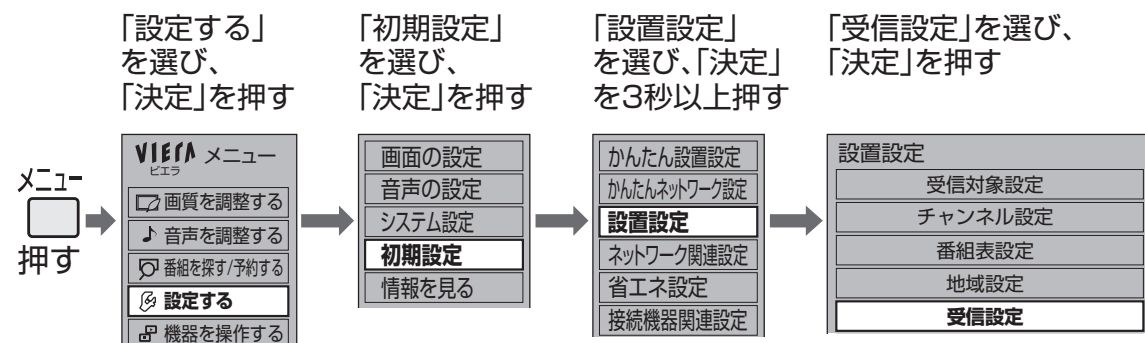 「設定する」
を選び、
「決定」を押す
「初期設定」
を選び、
「決定」を押す
「設置設定」
を選び、「決定」
を3秒以上押す
「受信設定」を選び、
「決定」を押す
メニュー
押す
VIERA メニュー
ビエラ
画質を調整する
音声を調整する
番組を探す/予約する
設定する
機器を操作する
画面の設定
音声の設定
システム設定
初期設定
情報を見る
かんたん設置設定
かんたんネットワーク設定
設置設定
ネットワーク関連設定
省エネ設定
接続機器関連設定
設置設定
受信対象設定
チャンネル設定
番組表設定
地域設定
受信設定